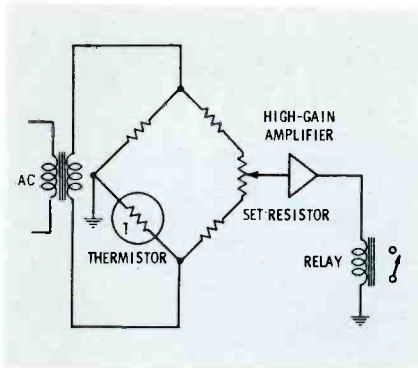 HIGH-GAIN
AMPLIFIER
AC
SET-RESISTOR
T
THERMISTOR
RELAY